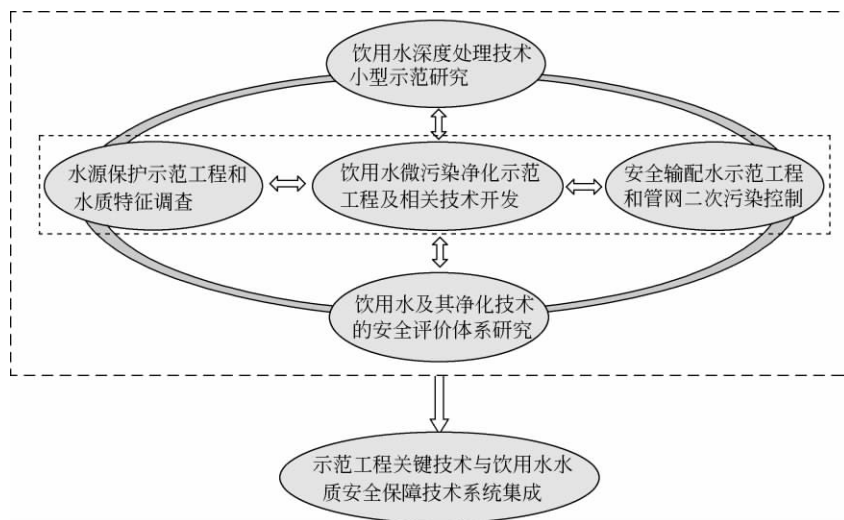 饮用水深度处理技术
小型示范研究
水源保护示范工程和
水质特征调查
饮用水微污染净化示范
工程及相关技术开发
安全输配水示范工程
和管网二次污染控制
饮用水及其净化技术
的安全评价体系研究
示范工程关键技术与饮用水水
质安全保障技术系统集成